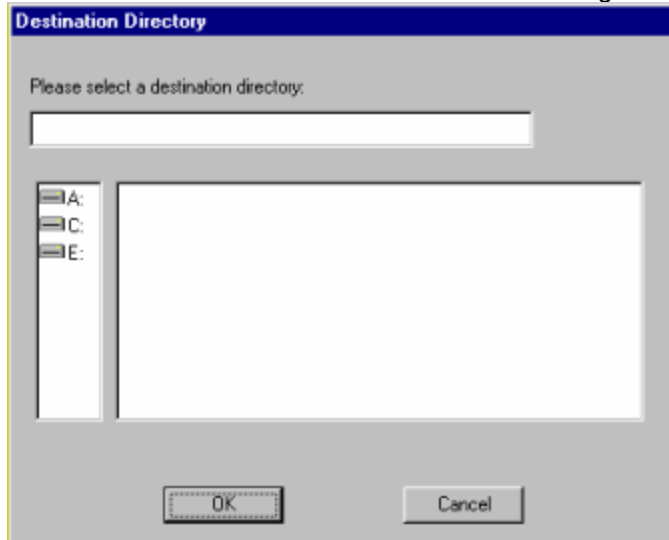 Destination Directory
Please select a destination directory:
A:
C:
E:
OK Cancel